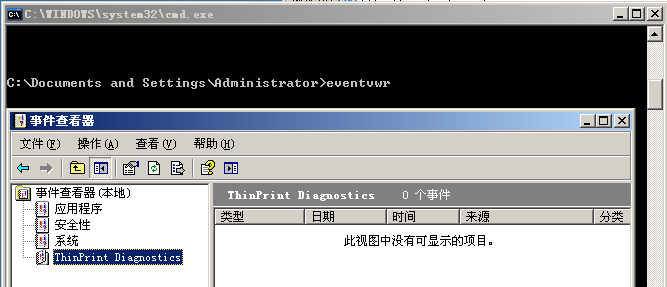 C:\WINDOWS\system32\cmd.exe
C:\Documents and Settings\Administrator>eventvwr
事件查看器
文件(F) 操作(A) 查看(V) 帮助(H)
事件查看器(本地)
应用程序
安全性
系统
ThinPrint Diagnostics
ThinPrint Diagnostics 0 个事件
类型 日期 时间 来源 分类
此视图中没有可显示的项目。